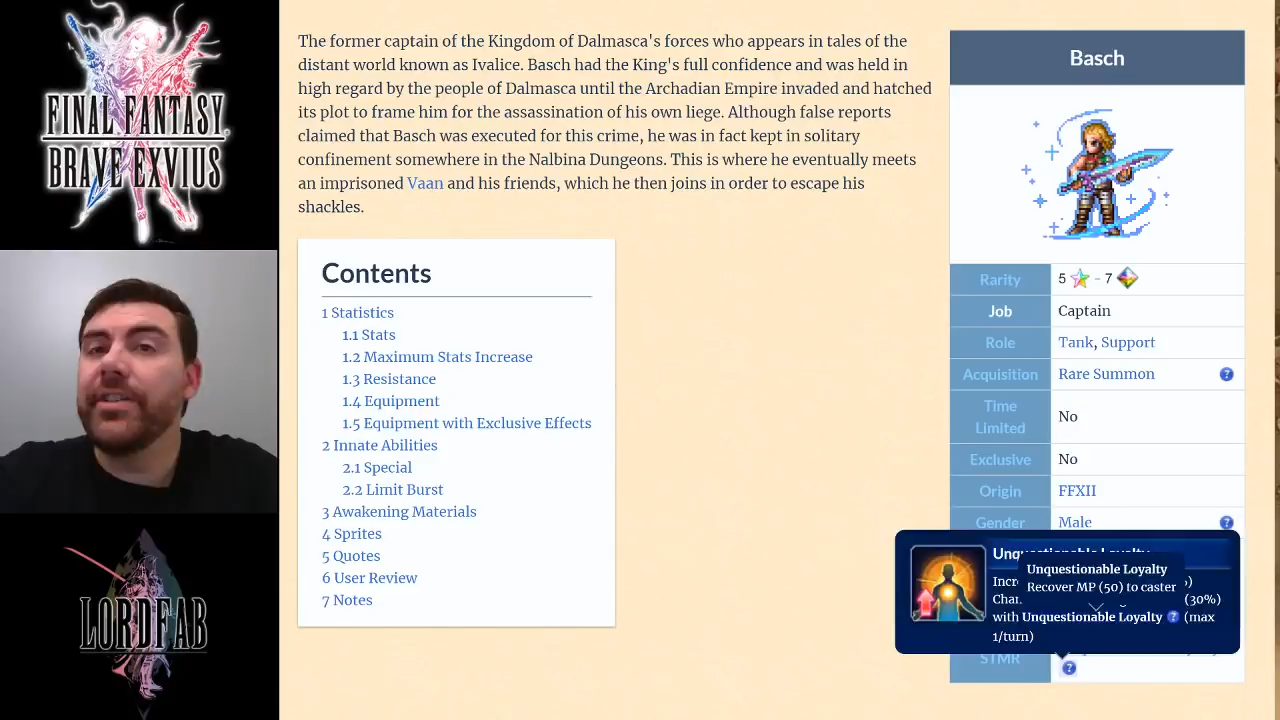 FINAL FANTASY
BRAVE EXVIUS
LORDFAB
The former captain of the Kingdom of Dalmasca's forces who appears in tales of the
distant world known as Ivalice. Basch had the King's full confidence and was held in
high regard by the people of Dalmasca until the Archadian Empire invaded and hatched
its plot to frame him for the assassination of his own liege. Although false reports
claimed that Basch was executed for this crime, he was in fact kept in solitary
confinement somewhere in the Nalbina Dungeons. This is where he eventually meets
an imprisoned Vaan and his friends, which he then joins in order to escape his
shackles.
Contents
1 Statistics
1.1 Stats
1.2 Maximum Stats Increase
1.3 Resistance
1.4 Equipment
1.5 Equipment with Exclusive Effects
2 Innate Abilities
2.1 Special
2.2 Limit Burst
3 Awakening Materials
4 Sprites
5 Quotes
6 User Review
7 Notes
Basch
Rarity 5 - 7
Job Captain
Role Tank, Support
Acquisition Rare Summon ?
Time
Limited No
Exclusive No
Origin FFXII
Gender Male ?
Unquestionable Loyalty
Recover MP (50) to caster
(30%)
with Unquestionable Loyalty ? (max
1/turn)
STMR
?